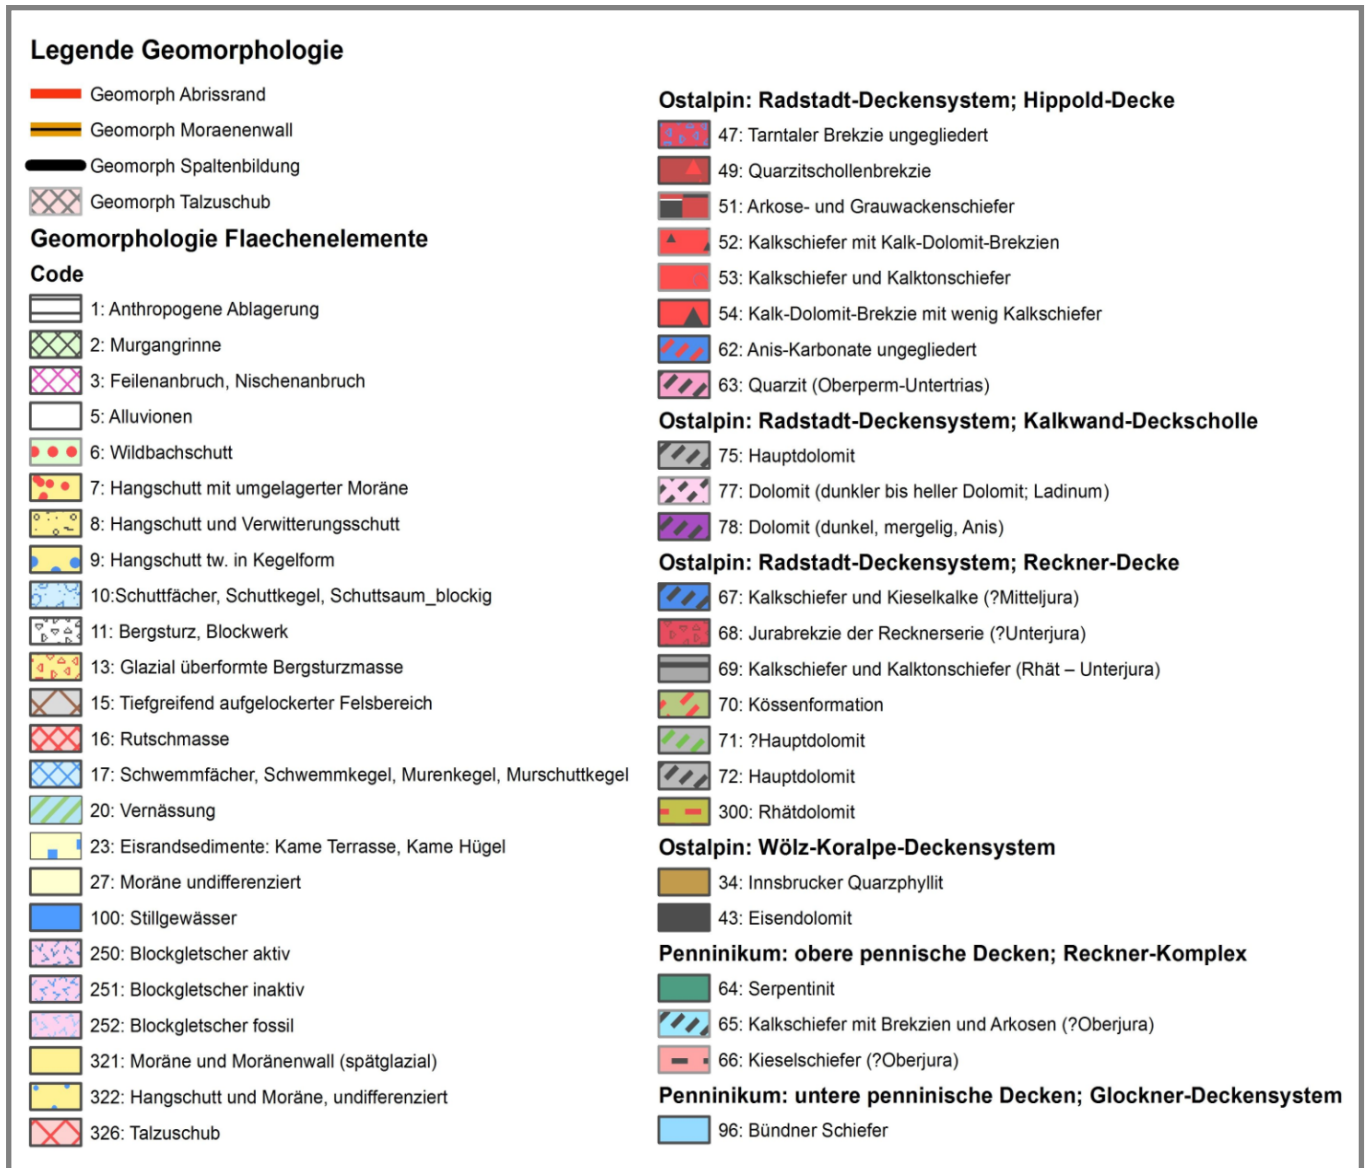 Legende Geomorphologie
Geomorph Abrissrand
Geomorph Moraenenwall
Geomorph Spaltenbildung
Geomorph Talzuschub
Geomorphologie Flaechenelemente
Code
1: Anthropogene Ablagerung
2: Murgangrinne
3: Feilenanbruch, Nischenanbruch
5: Alluvionen
6: Wildbachschutt
7: Hangschutt mit umgelagerter Moräne
8: Hangschutt und Verwitterungsschutt
9: Hangschutt tw. in Kegelform
10:Schuttfächer, Schuttkegel, Schuttsaum_blockig
11: Bergsturz, Blockwerk
13: Glazial überformte Bergsturzmasse
15: Tiefgreifend aufgelockerter Felsbereich
16: Rutschmasse
17: Schwemmfächer, Schwemmkegel, Murenkegel, Murschuttkegel
20: Vernässung
23: Eisrandsedimente: Kame Terrasse, Kame Hügel
27: Moräne undifferenziert
100: Stillgewässer
250: Blockgletscher aktiv
251: Blockgletscher inaktiv
252: Blockgletscher fossil
321: Moräne und Moränenwall (spätglazial)
322: Hangschutt und Moräne, undifferenziert
326: Talzuschub
Ostalpin: Radstadt-Deckensystem; Hippold-Decke
47: Tarntaler Brekzie ungegliedert
49: Quarzitschollenbrekzie
51: Arkose- und Grauwackenschiefer
52: Kalkschiefer mit Kalk-Dolomit-Brekzien
53: Kalkschiefer und Kalktonschiefer
54: Kalk-Dolomit-Brekzie mit wenig Kalkschiefer
62: Anis-Karbonate ungegliedert
63: Quarzit (Oberperm-Untertrias)
Ostalpin: Radstadt-Deckensystem; Kalkwand-Deckscholle
75: Hauptdolomit
77: Dolomit (dunkler bis heller Dolomit; Ladinum)
78: Dolomit (dunkel, mergelig, Anis)
Ostalpin: Radstadt-Deckensystem; Reckner-Decke
67: Kalkschiefer und Kieselkalke (?Mitteljura)
68: Jurabrekzie der Recknerserie (?Unterjura)
69: Kalkschiefer und Kalktonschiefer (Rhät – Unterjura)
70: Kössenformation
71: ?Hauptdolomit
72: Hauptdolomit
300: Rhätdolomit
Ostalpin: Wölz-Koralpe-Deckensystem
34: Innsbrucker Quarzphyllit
43: Eisendolomit
Penninikum: obere pennische Decken; Reckner-Komplex
64: Serpentinit
65: Kalkschiefer mit Brekzien und Arkosen (?Oberjura)
66: Kieselschiefer (?Oberjura)
Penninikum: untere penninische Decken; Glockner-Deckensystem
96: Bündner Schiefer